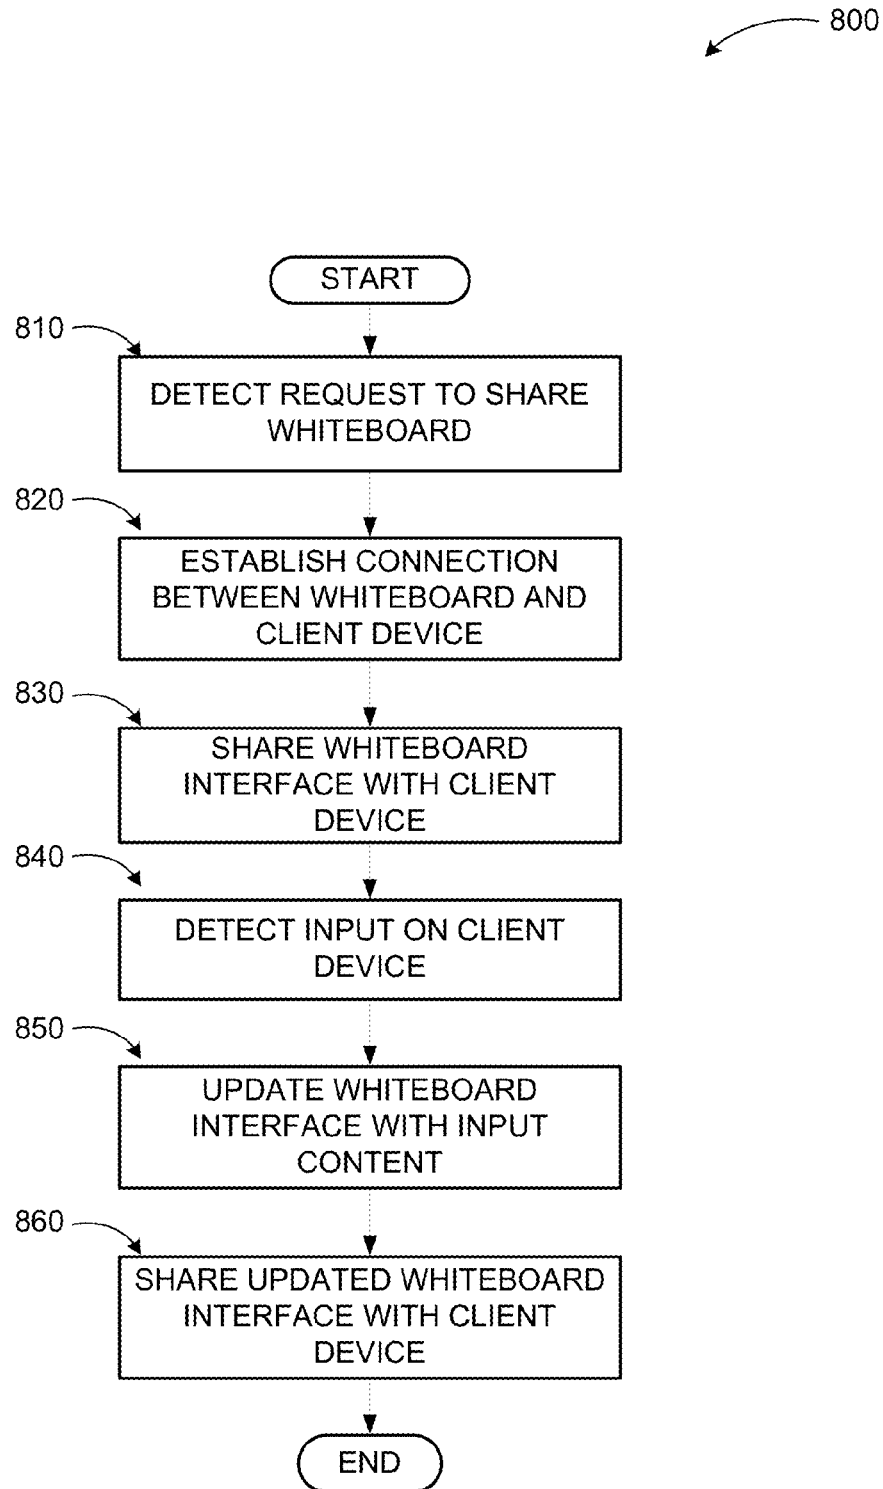 800
START
810
DETECT REQUEST TO SHARE
WHITEBOARD
820
ESTABLISH CONNECTION
BETWEEN WHITEBOARD AND
CLIENT DEVICE
830
SHARE WHITEBOARD
INTERFACE WITH CLIENT
DEVICE
840
DETECT INPUT ON CLIENT
DEVICE
850
UPDATE WHITEBOARD
INTERFACE WITH INPUT
CONTENT
860
SHARE UPDATED WHITEBOARD
INTERFACE WITH CLIENT
DEVICE
END